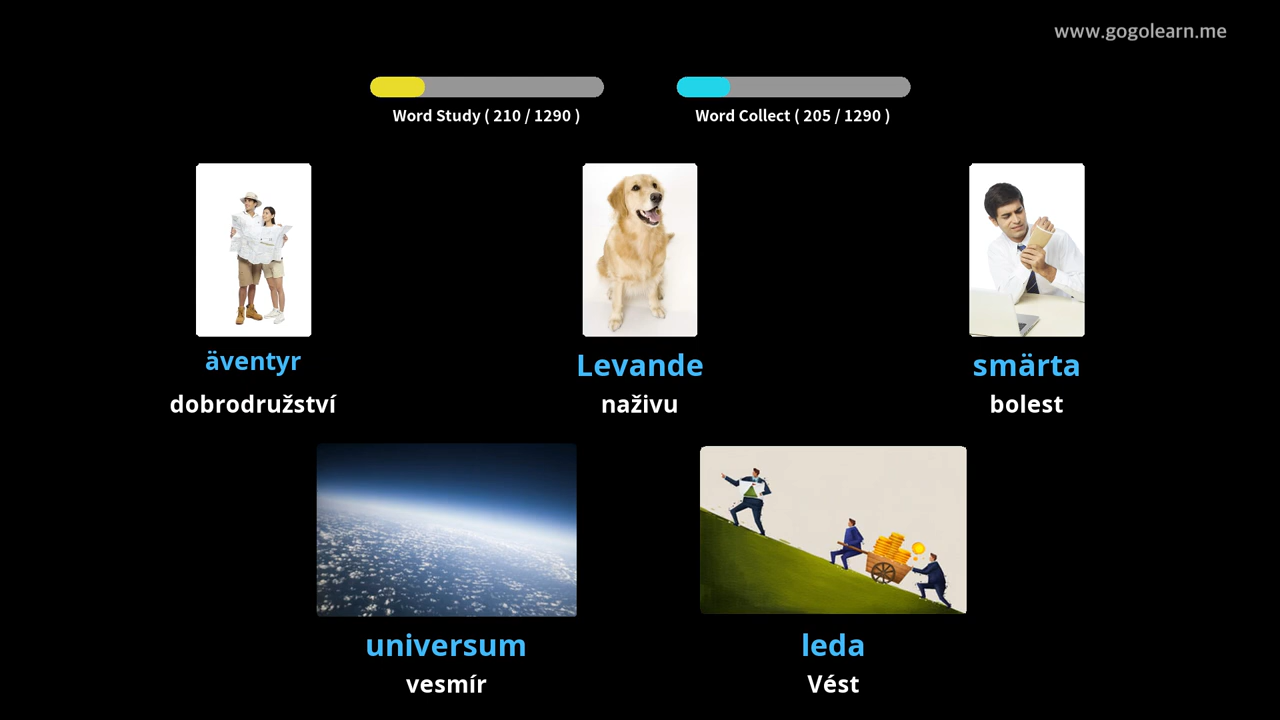 www.gogolearn.me
Word Study ( 210 / 1290 )
Word Collect ( 205 / 1290 )
äventyr
Levande
smärta
dobrodružství
naživu
bolest
universum
leda
vesmír
Vést